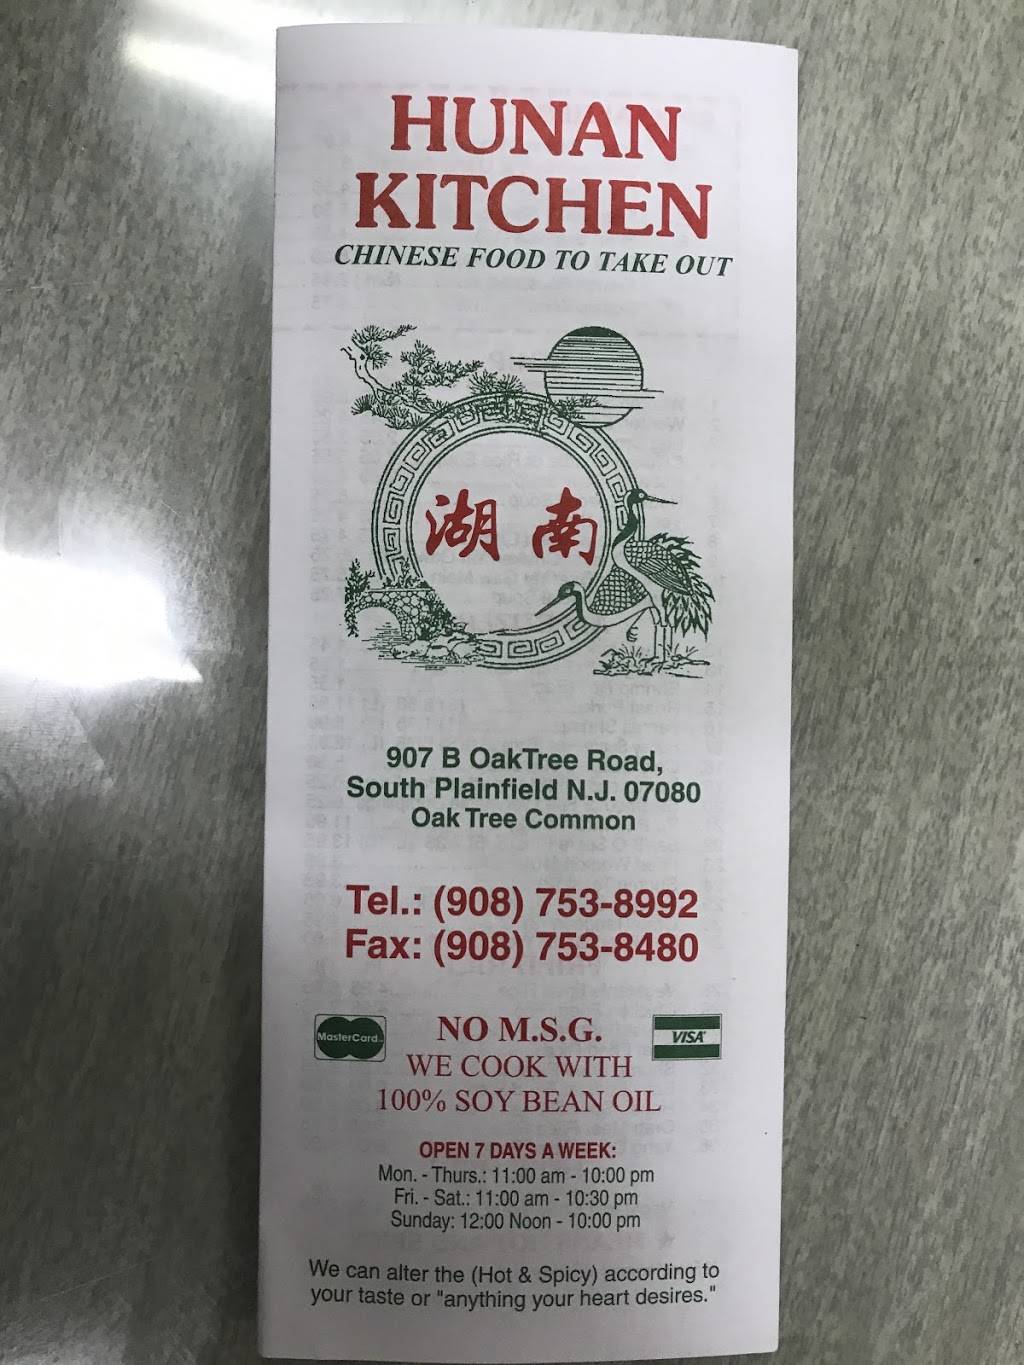 HUNAN
KITCHEN
CHINESE FOOD TO TAKE OUT
湖南
907 B OakTree Road,
South Plainfield N.J. 07080
Oak Tree Common
Tel.: (908) 753-8992
Fax: (908) 753-8480
MasterCard
NO M.S.G.
VISA
WE COOK WITH
100% SOY BEAN OIL
OPEN 7 DAYS A WEEK:
Mon. - Thurs.: 11:00 am - 10:00 pm
Fri. - Sat.: 11:00 am - 10:30 pm
Sunday: 12:00 Noon - 10:00 pm
We can alter the (Hot & Spicy) according to
your taste or "anything your heart desires."